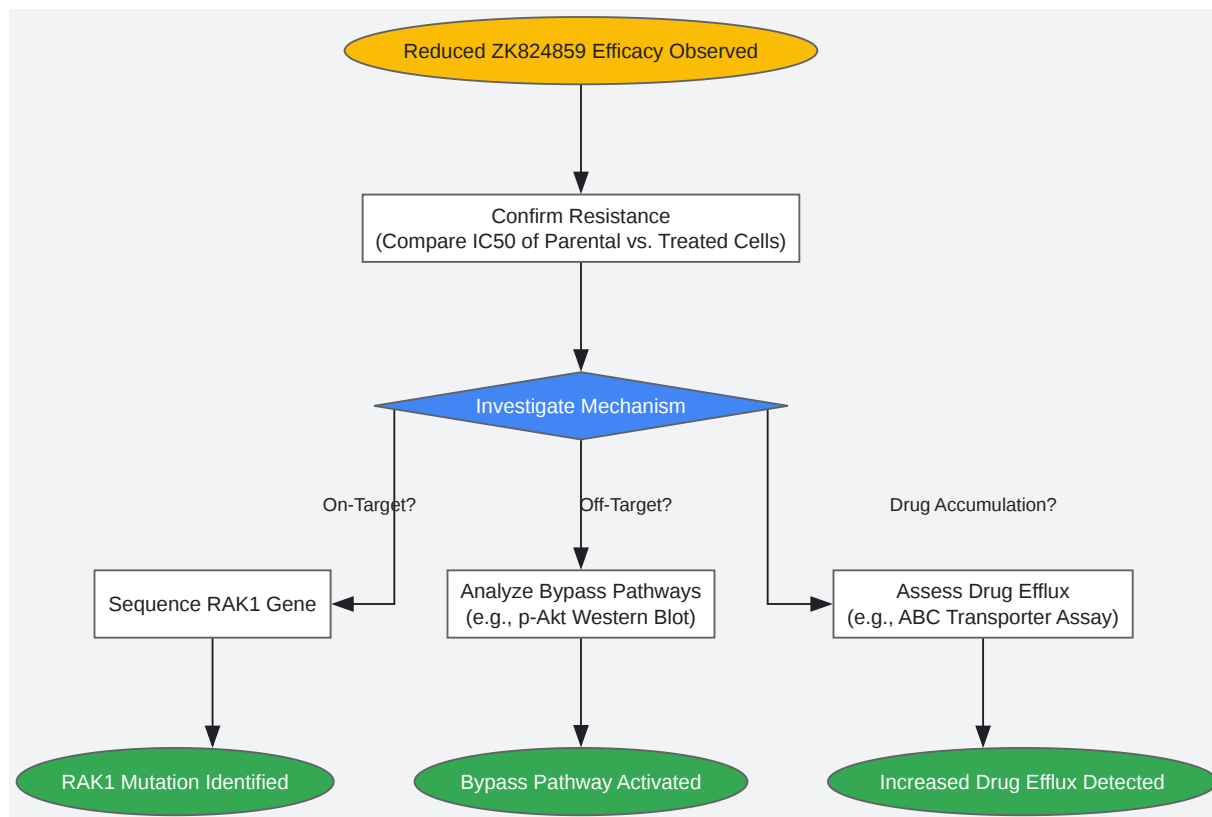 Reduced ZK824859 Efficacy Observed
Confirm Resistance
(Compare IC50 of Parental vs. Treated Cells)
Investigate Mechanism
On-Target?
Off-Target?
Drug Accumulation?
Sequence RAK1 Gene
Analyze Bypass Pathways
(e.g., p-Akt Western Blot)
Assess Drug Efflux
(e.g., ABC Transporter Assay)
RAK1 Mutation Identified
Bypass Pathway Activated
Increased Drug Efflux Detected